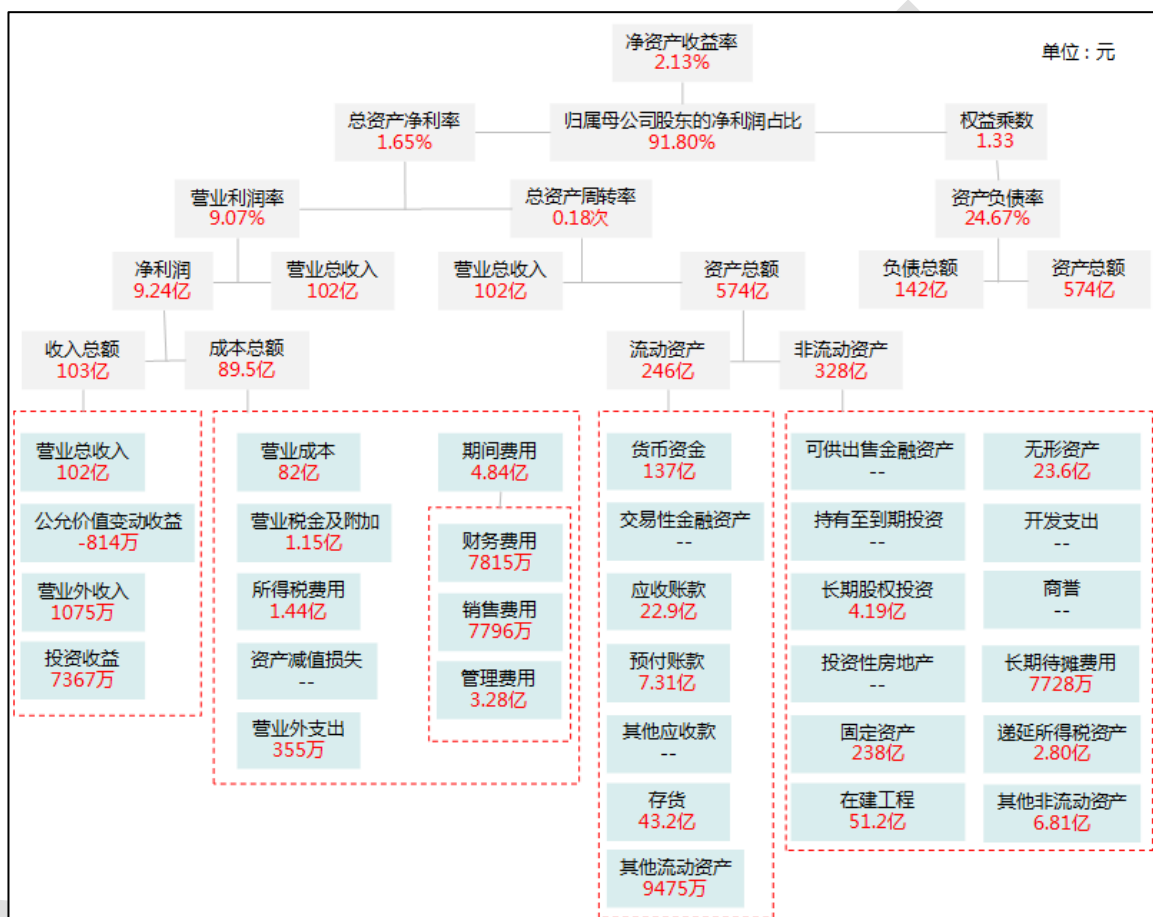 净资产收益率
2.13%
单位：元
总资产净利率
1.65%
归属母公司股东的净利润占比
91.80%
权益乘数
1.33
营业利润率
9.07%
总资产周转率
0.18次
资产负债率
24.67%
净利润
9.24亿
营业总收入
102亿
营业总收入
102亿
资产总额
574亿
负债总额
142亿
资产总额
574亿
收入总额
103亿
成本总额
89.5亿
流动资产
246亿
非流动资产
328亿
营业总收入
102亿
公允价值变动收益
-814万
营业外收入
1075万
投资收益
7367万
营业成本
82亿
营业税金及附加
1.15亿
所得税费用
1.44亿
资产减值损失
--
营业外支出
355万
期间费用
4.84亿
财务费用
7815万
销售费用
7796万
管理费用
3.28亿
货币资金
137亿
交易性金融资产
--
应收账款
22.9亿
预付账款
7.31亿
其他应收款
--
存货
43.2亿
其他流动资产
9475万
可供出售金融资产
--
持有至到期投资
--
长期股权投资
4.19亿
投资性房地产
--
固定资产
238亿
在建工程
51.2亿
无形资产
23.6亿
开发支出
--
商誉
--
长期待摊费用
7728万
递延所得税资产
2.80亿
其他非流动资产
6.81亿